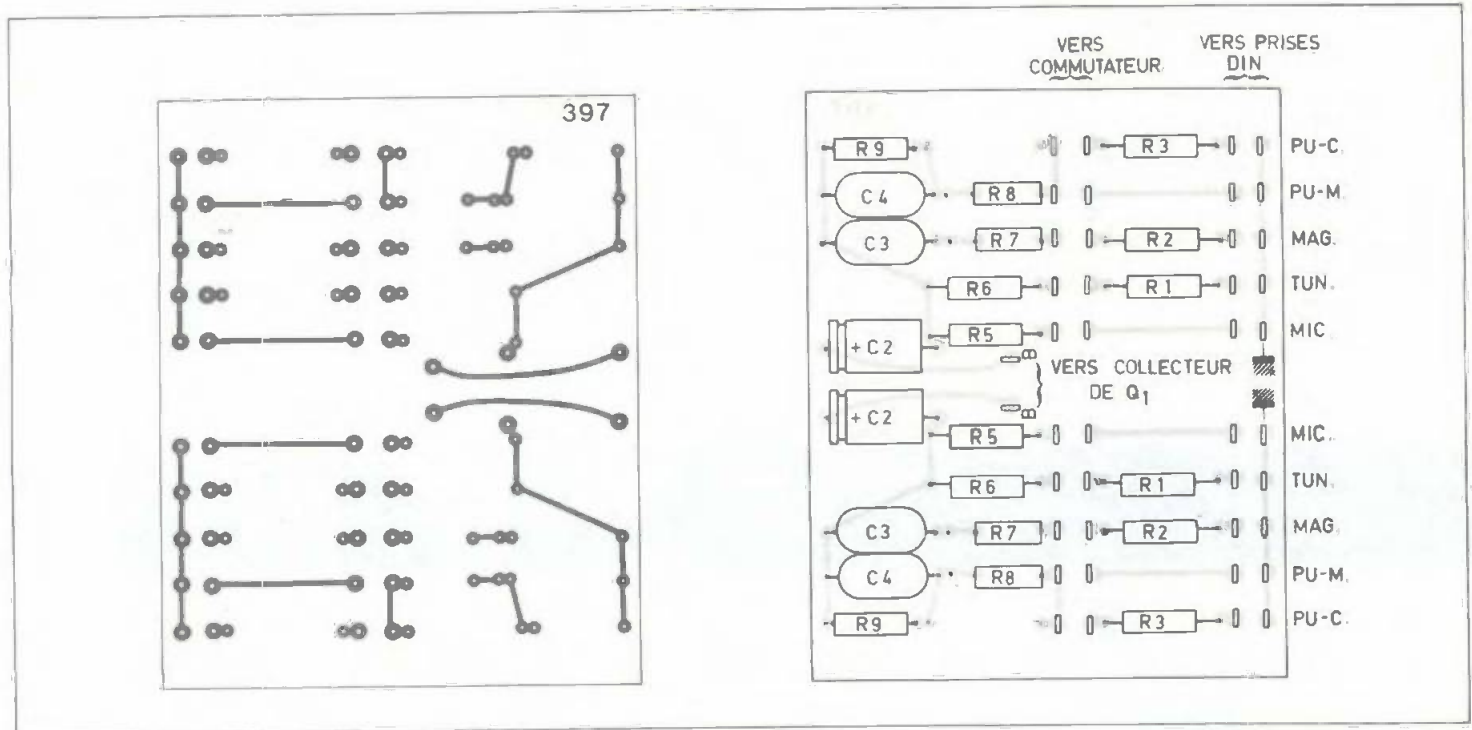 397
VERS COMMUTATEUR
VERS PRISES DIN
R9 R3 PU-C.
C4 R8 PU-M.
C3 R7 R2 MAG.
R6 R1 TUN.
+ C2 R5 MIC.
B
VERS COLLECTEUR
DE Q1
B
+ C2 R5 MIC.
R6 R1 TUN.
C3 R7 R2 MAG.
C4 R8 PU-M.
R9 R3 PU-C.